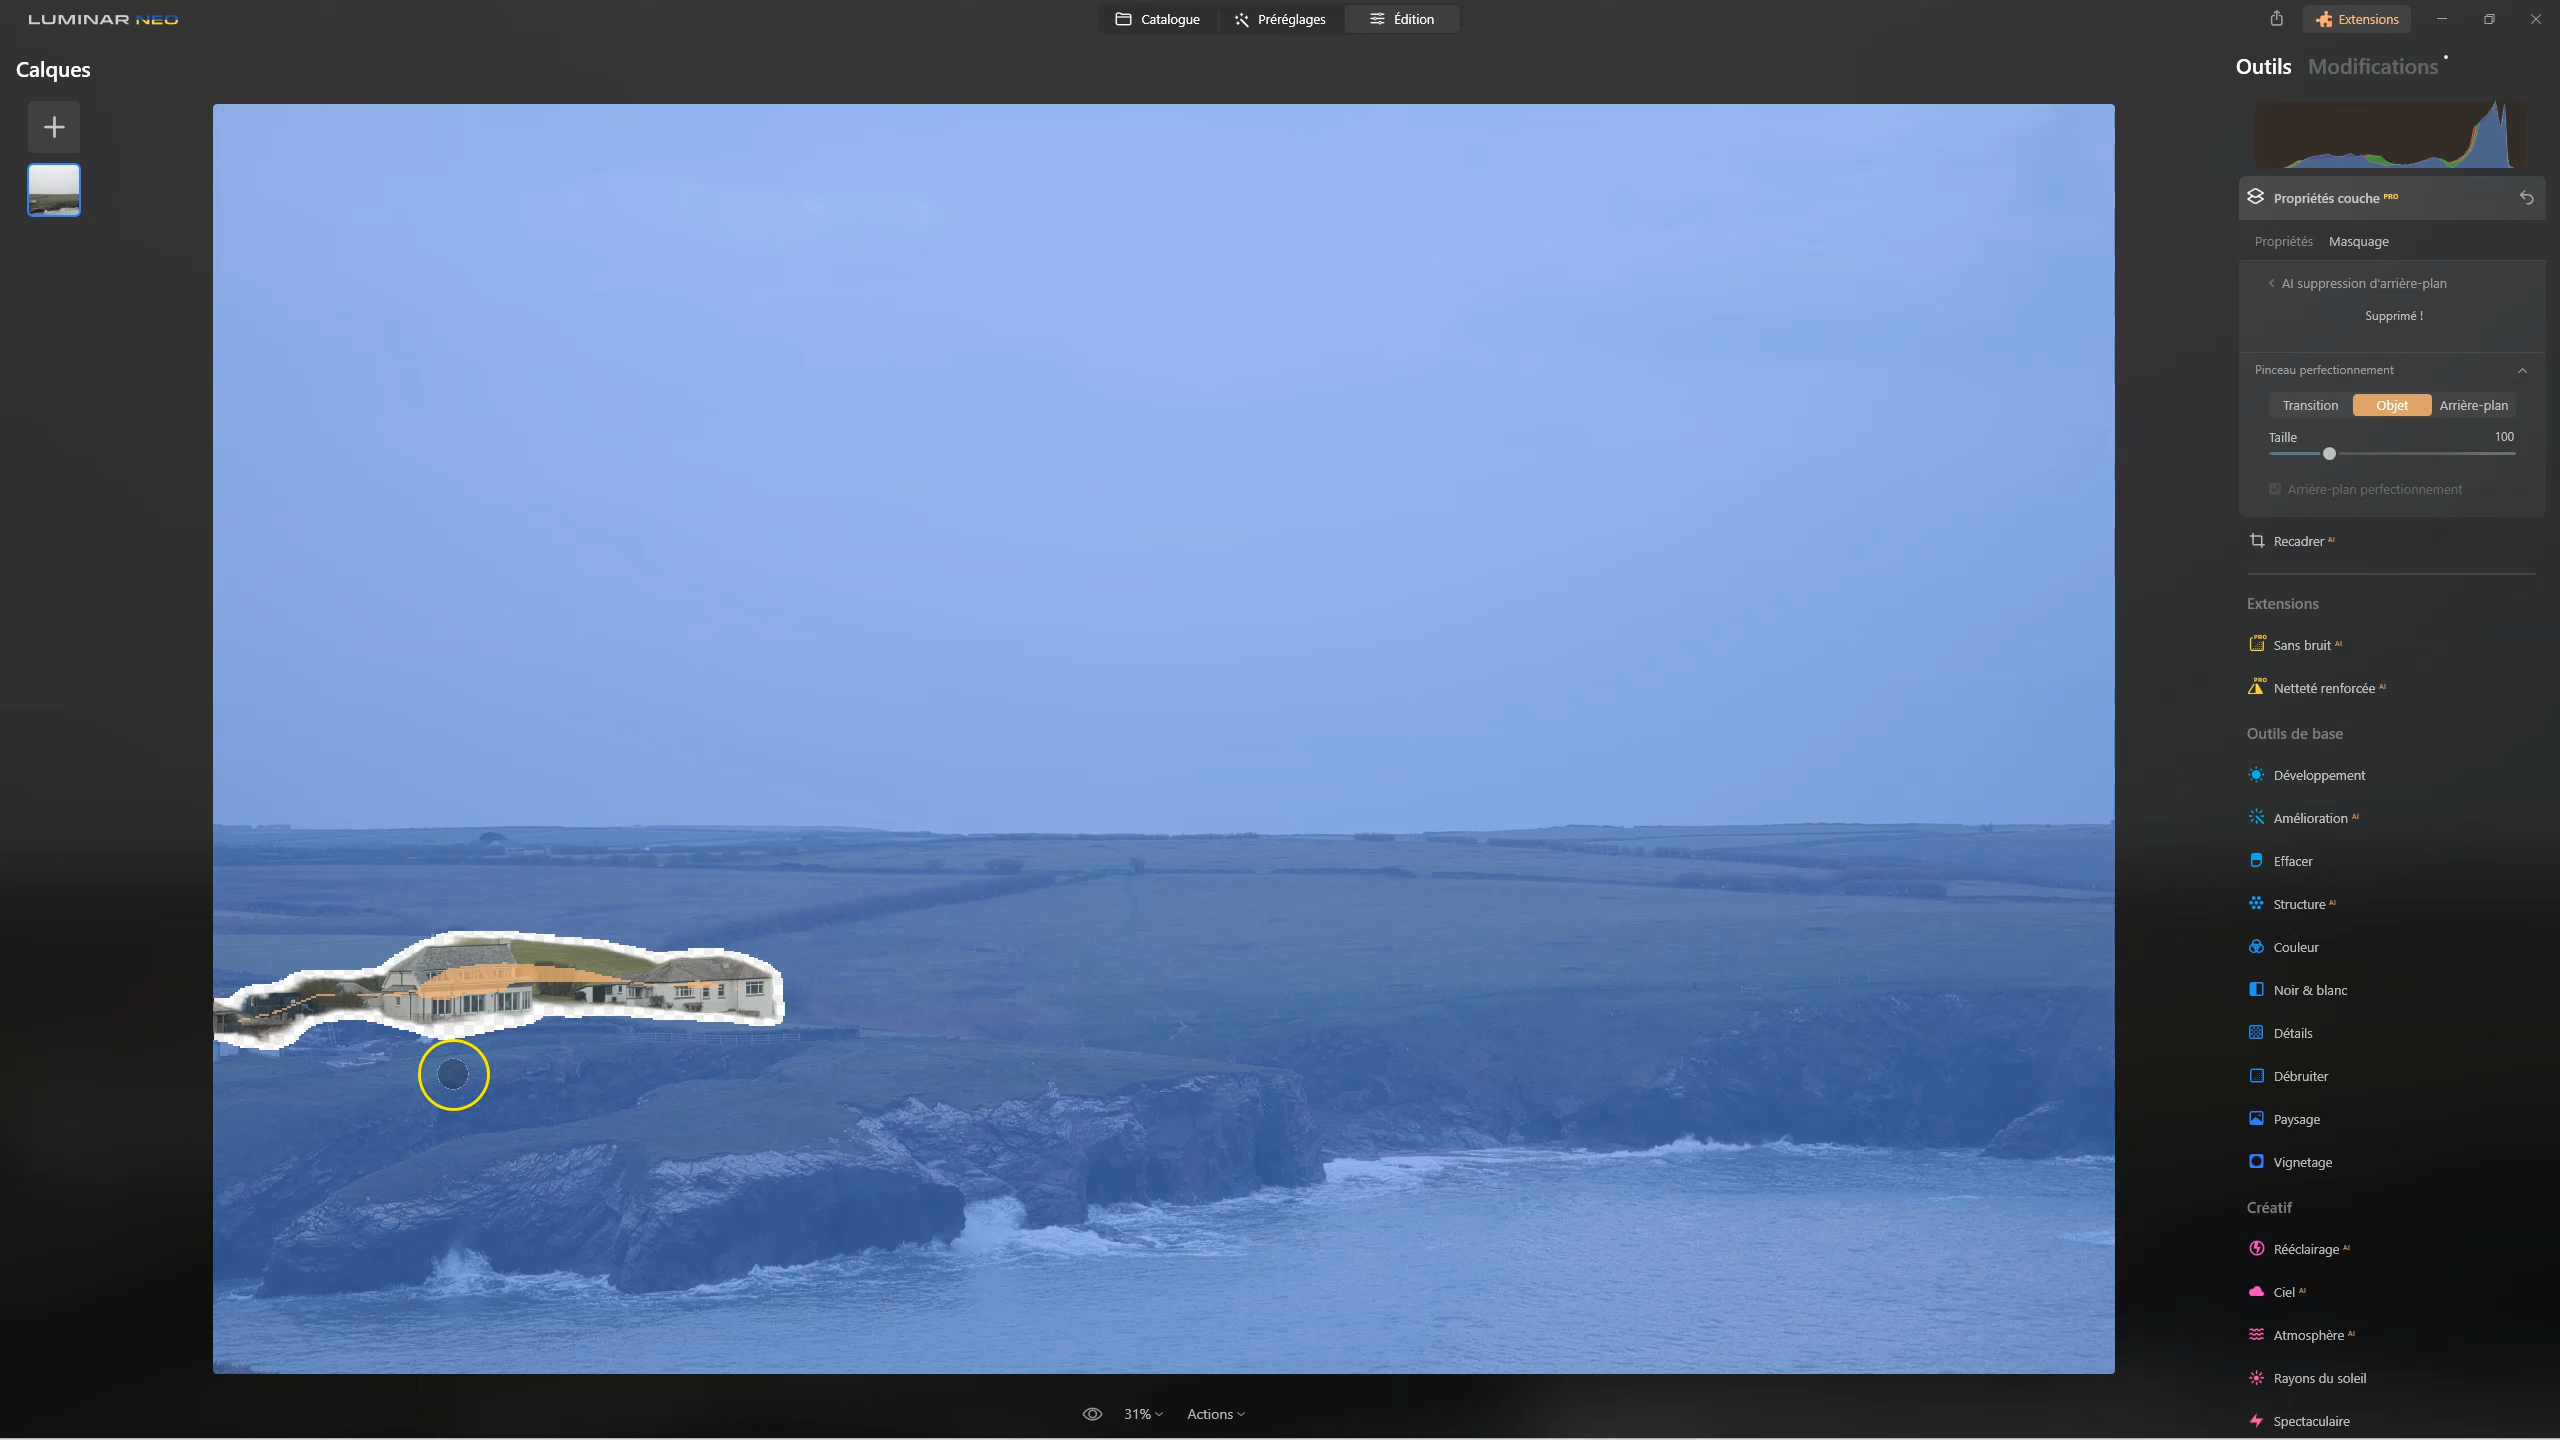 LUMINAR NEO
Catalogue
Préréglages
Édition
Extensions
Calques
Outils Modifications
Propriétés couche PRO
Propriétés Masquage
AI suppression d'arrière-plan
Supprimé !
Pinceau perfectionnement
Transition Objet Arrière-plan
Taille 100
Arrière-plan perfectionnement
Recadrer AI
Extensions
PRO Sans bruit AI
PRO Netteté renforcée AI
Outils de base
Développement
Amélioration AI
Effacer
Structure AI
Couleur
Noir & blanc
Détails
Débruiter
Paysage
Vignetage
Créatif
Rééclairage AI
Ciel AI
Atmosphère AI
Rayons du soleil
Spectaculaire
31% Actions